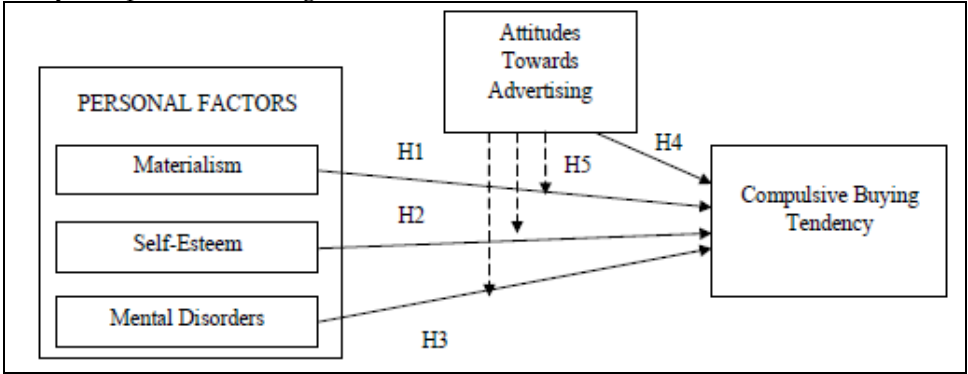 Attitudes
Towards
Advertising
PERSONAL FACTORS
Materialism
Self-Esteem
Mental Disorders
H1
H2
H3
H4
H5
Compulsive Buying
Tendency